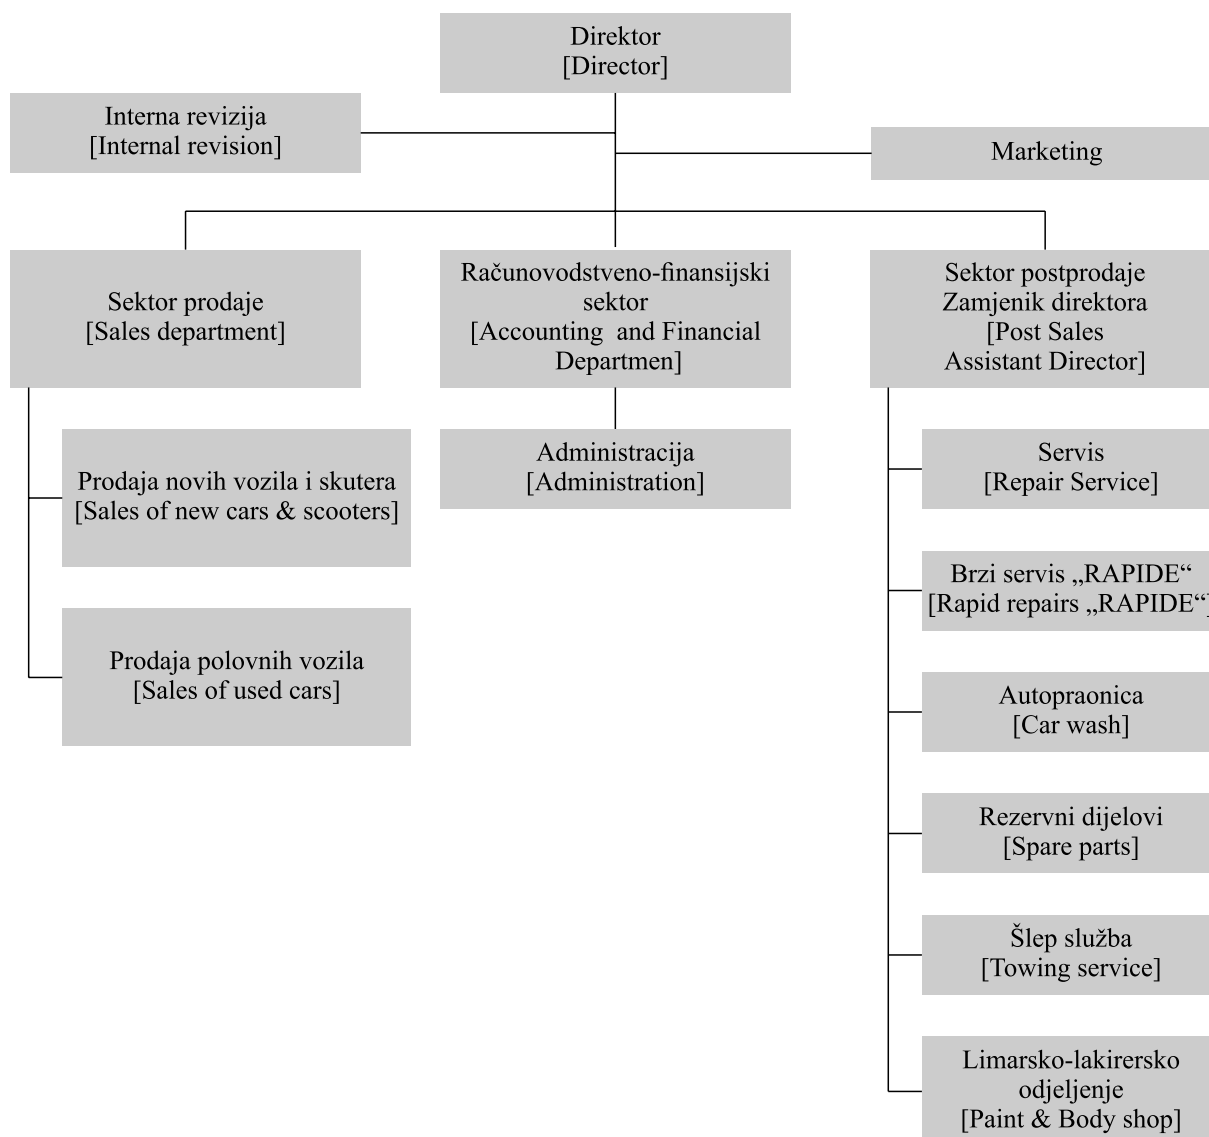 Direktor
[Director]
Interna revizija
[Internal revision]
Marketing
Sektor prodaje
[Sales department]
Računovodstveno-finansijski
sektor
[Accounting  and Financial
Departmen]
Sektor postprodaje
Zamjenik direktora
[Post Sales
Assistant Director]
Prodaja novih vozila i skutera
[Sales of new cars & scooters]
Prodaja polovnih vozila
[Sales of used cars]
Administracija
[Administration]
Servis
[Repair Service]
Brzi servis „RAPIDE“
[Rapid repairs „RAPIDE“]
Autopraonica
[Car wash]
Rezervni dijelovi
[Spare parts]
Šlep služba
[Towing service]
Limarsko-lakirersko
odjeljenje
[Paint & Body shop]